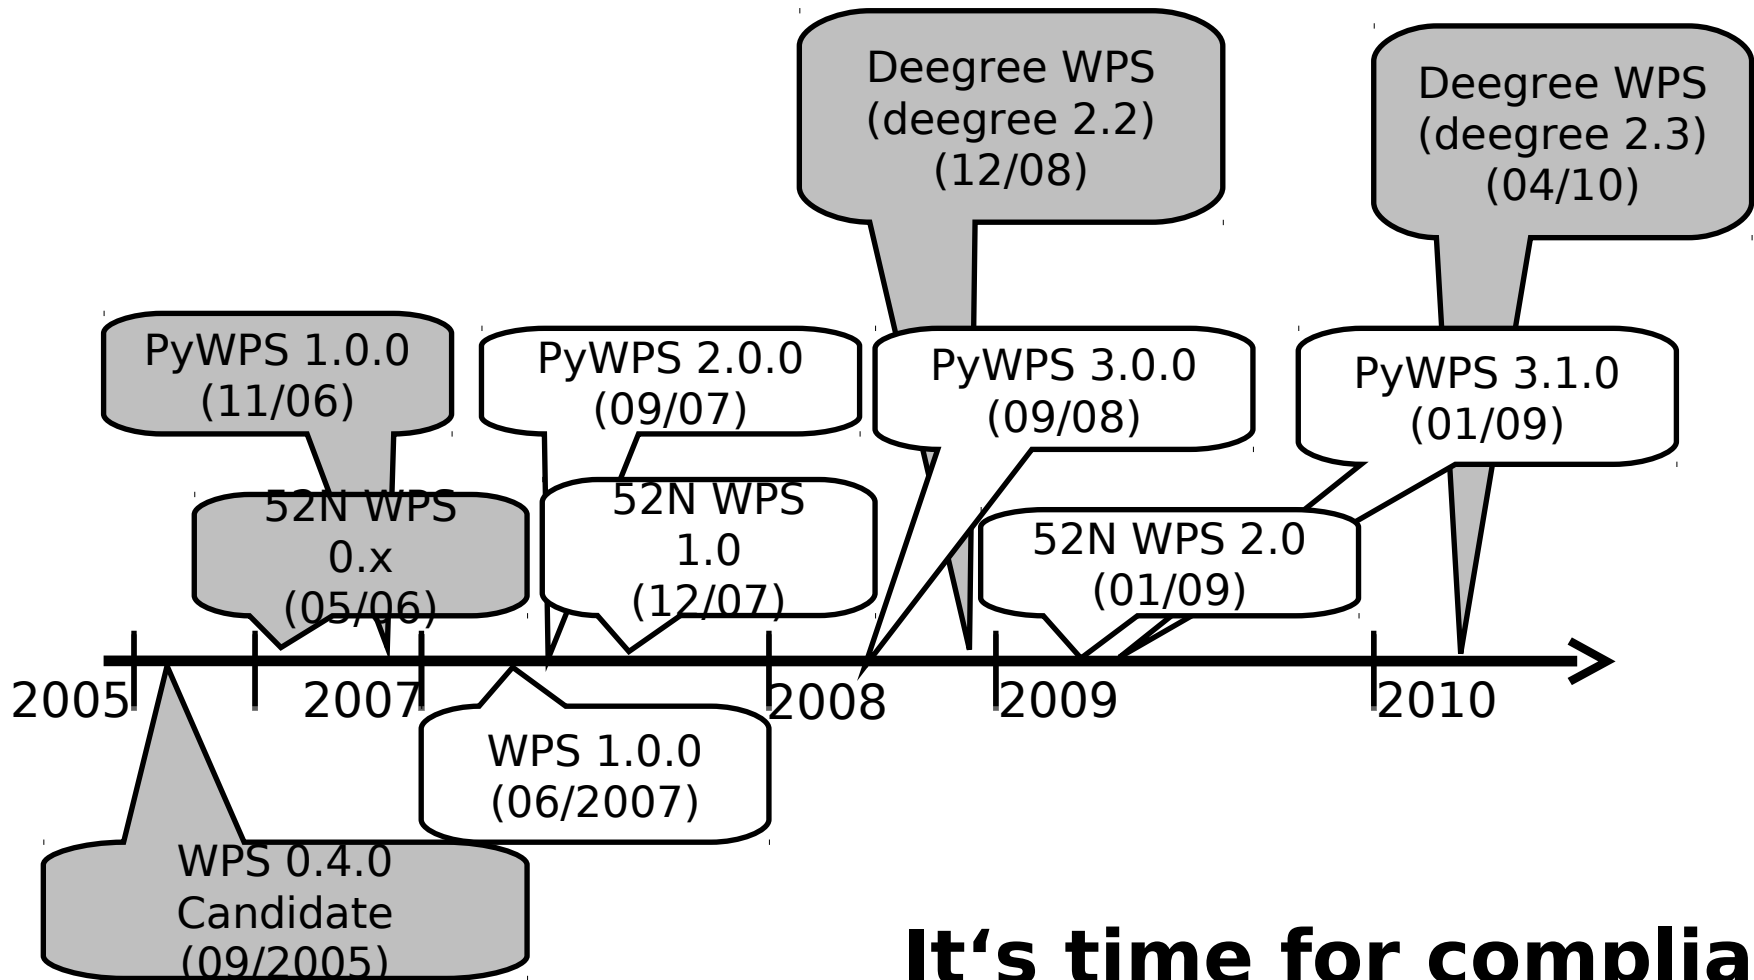 Deegree WPS
(deegree 2.2)
(12/08)
Deegree WPS
(deegree 2.3)
(04/10)
PyWPS 1.0.0
(11/06)
PyWPS 2.0.0
(09/07)
PyWPS 3.0.0
(09/08)
PyWPS 3.1.0
(01/09)
52N WPS
0.x
(05/06)
52N WPS
1.0
(12/07)
52N WPS 2.0
(01/09)
2005
2007
2008
2009
2010
WPS 1.0.0
(06/2007)
WPS 0.4.0
Candidate
(09/2005)
It‘s time for complia